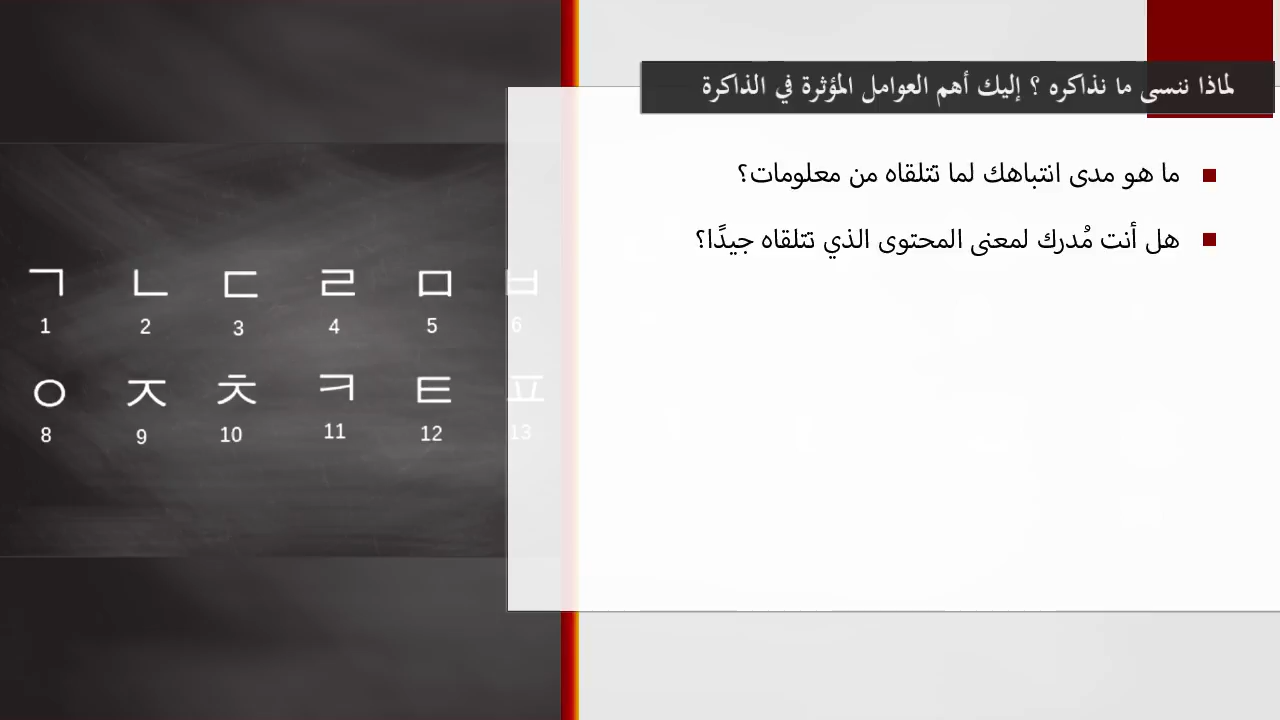 لماذا ننسى ما نذاكره ؟ إليك أهم العوامل المؤثرة في الذاكرة
ما هو مدى انتباهك لما تتلقاه من معلومات؟
هل أنت مُدرك لمعنى المحتوى الذي تتلقاه جيدًا؟
ㄱ ㄴ ㄷ ㄹ ㅁ ㅂ
1 2 3 4 5 6
ㅇ ㅈ ㅊ ㅋ ㅌ ㅍ
8 9 10 11 12 13